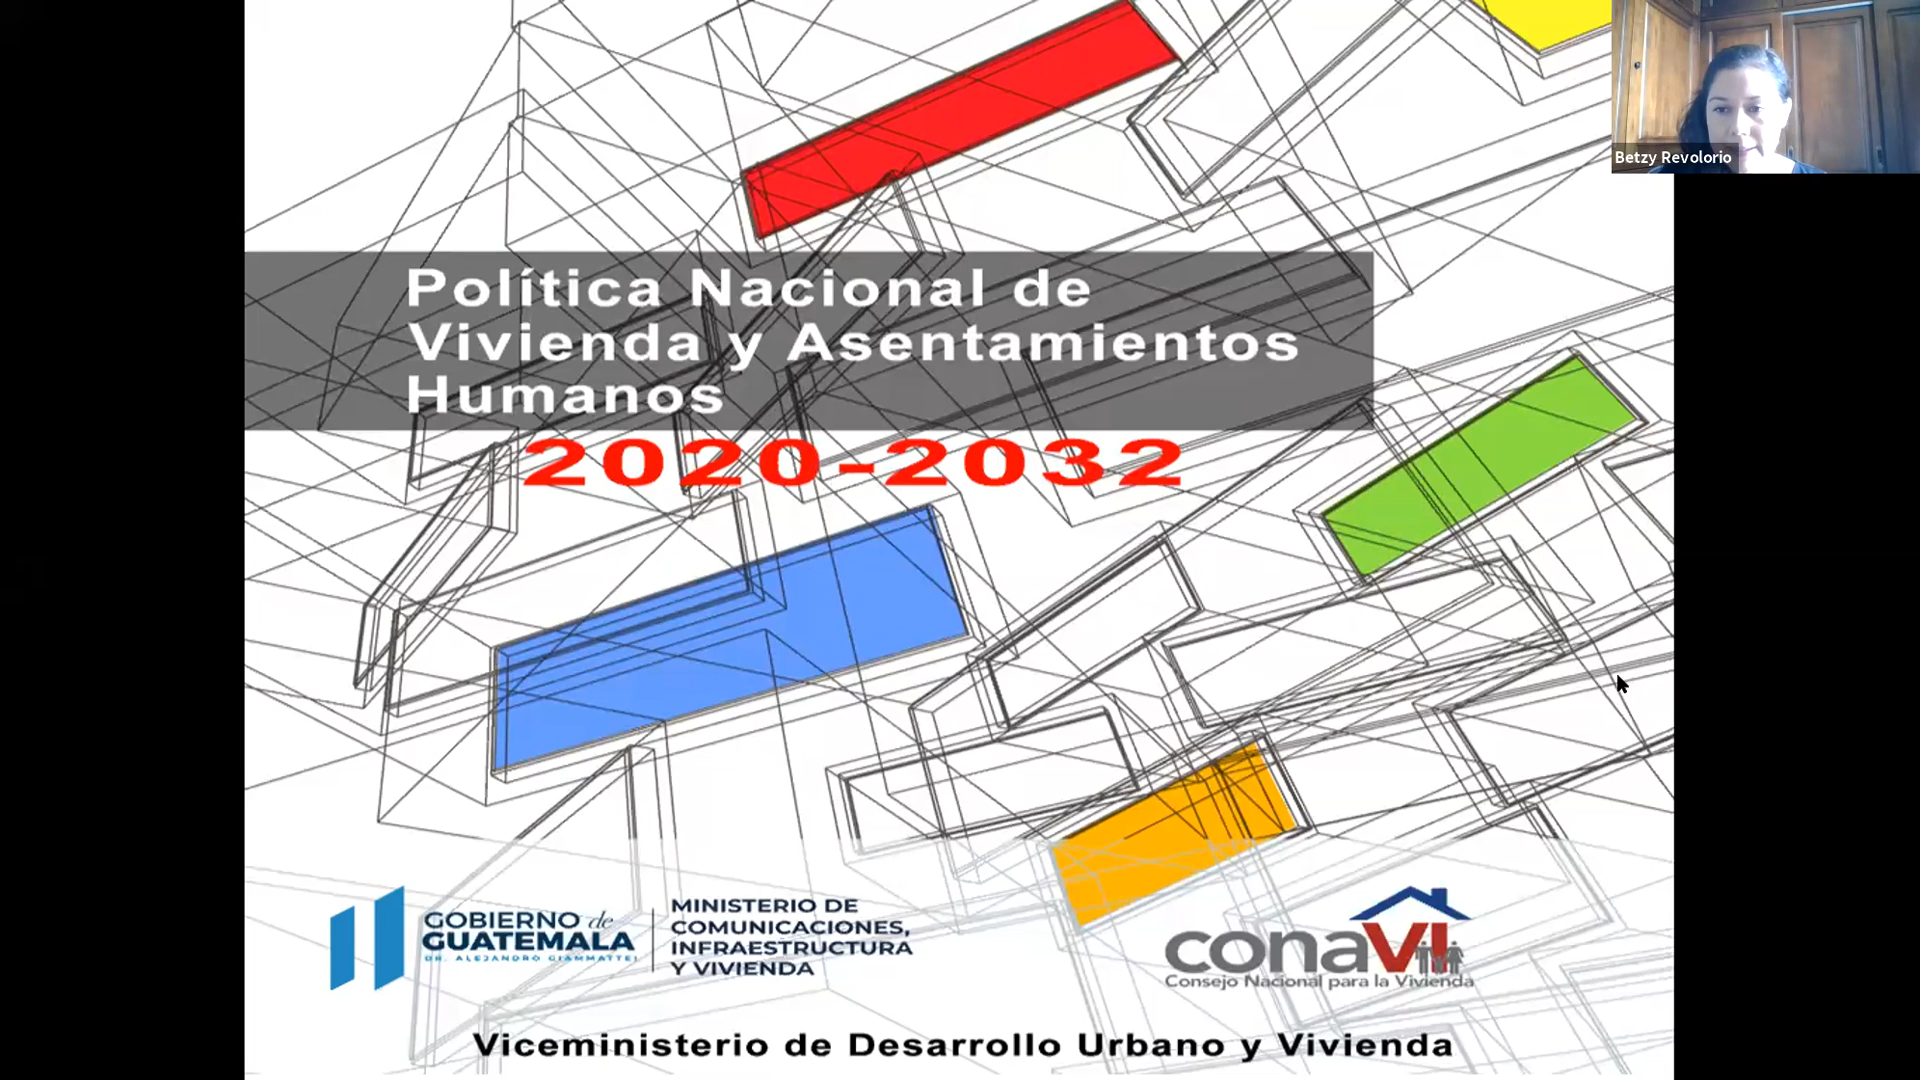 Betzy Revolorio
Política Nacional de
Vivienda y Asentamientos
Humanos
2020-2032
GOBIERNO de
GUATEMALA
DR. ALEJANDRO GIAMMATTEI
MINISTERIO DE
COMUNICACIONES,
INFRAESTRUCTURA
Y VIVIENDA
conaVI
Consejo Nacional para la Vivienda
Viceministerio de Desarrollo Urbano y Vivienda